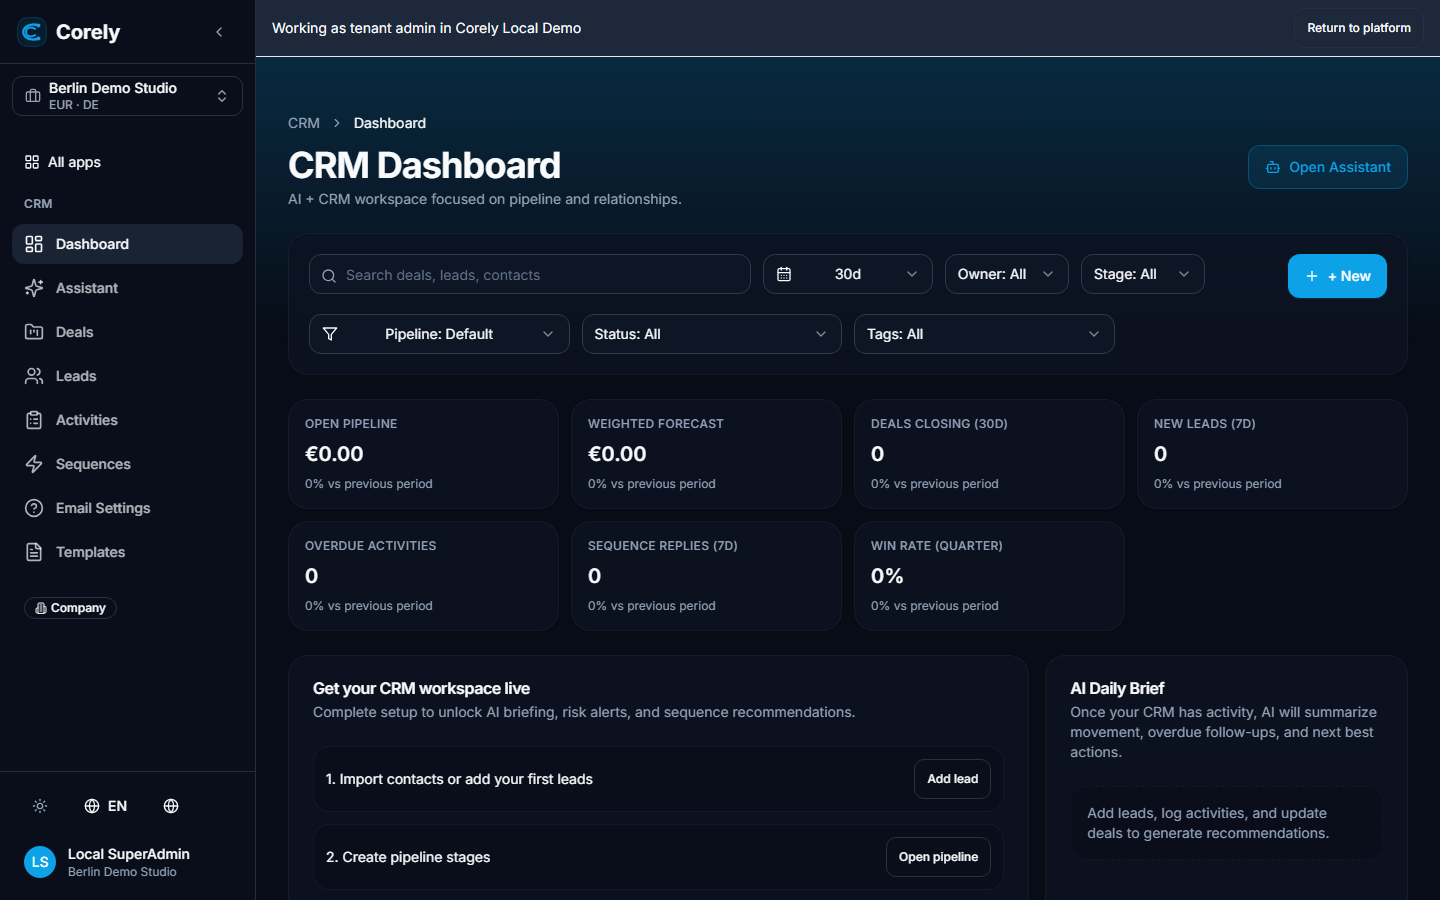 Corely
Working as tenant admin in Corely Local Demo
Return to platform
Berlin Demo Studio
EUR · DE
All apps
CRM
Dashboard
Assistant
Deals
Leads
Activities
Sequences
Email Settings
Templates
Company
EN
LS
Local SuperAdmin
Berlin Demo Studio
CRM > Dashboard
CRM Dashboard
AI + CRM workspace focused on pipeline and relationships.
Open Assistant
Search deals, leads, contacts
30d
Owner: All
Stage: All
+ New
Pipeline: Default
Status: All
Tags: All
OPEN PIPELINE
€0.00
0% vs previous period
WEIGHTED FORECAST
€0.00
0% vs previous period
DEALS CLOSING (30D)
0
0% vs previous period
NEW LEADS (7D)
0
0% vs previous period
OVERDUE ACTIVITIES
0
0% vs previous period
SEQUENCE REPLIES (7D)
0
0% vs previous period
WIN RATE (QUARTER)
0%
0% vs previous period
Get your CRM workspace live
Complete setup to unlock AI briefing, risk alerts, and sequence recommendations.
1. Import contacts or add your first leads
Add lead
2. Create pipeline stages
Open pipeline
AI Daily Brief
Once your CRM has activity, AI will summarize
movement, overdue follow-ups, and next best
actions.
Add leads, log activities, and update
deals to generate recommendations.